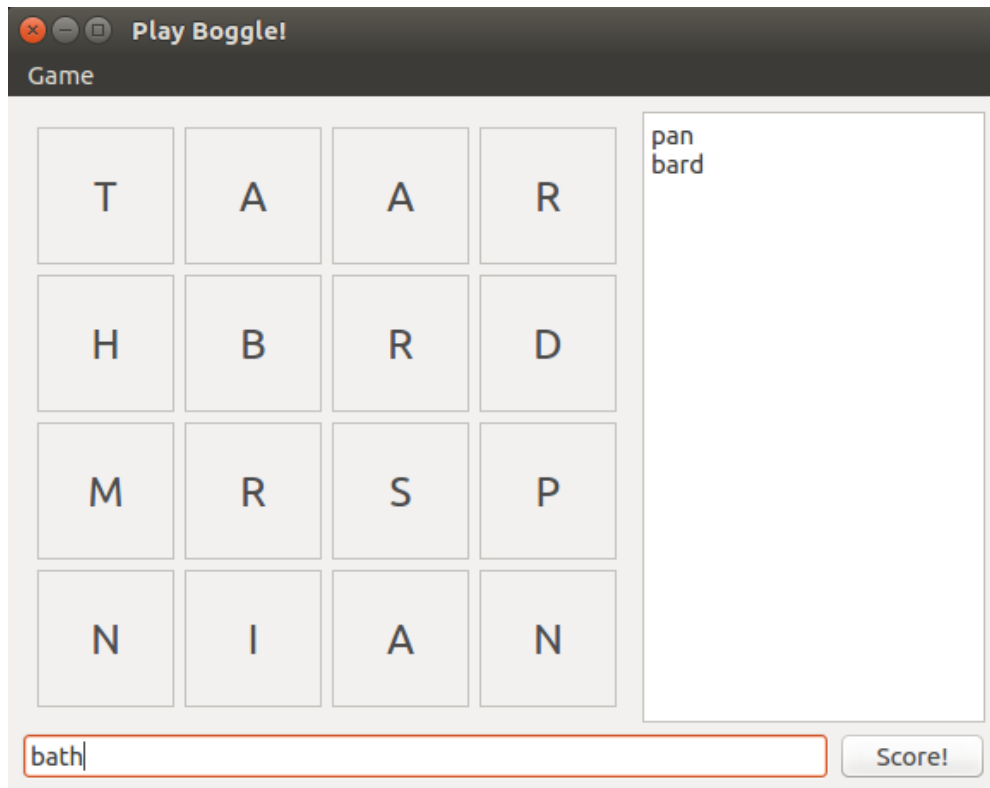 Play Boggle!
Game
T A A R
H B R D
M R S P
N I A N
pan
bard
bath
Score!